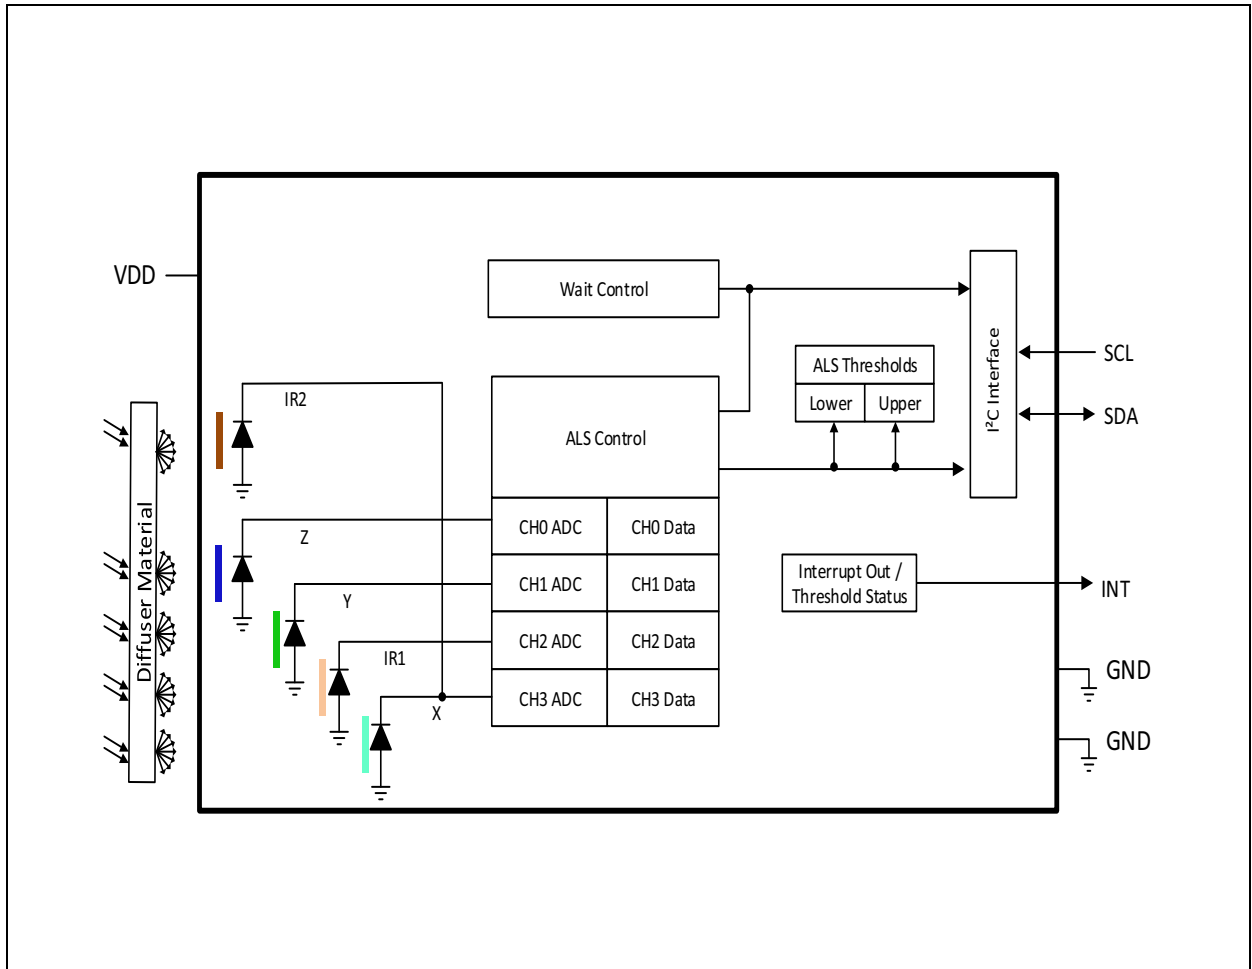 VDD
Wait Control
ALS Thresholds
Lower
Upper
I²C Interface
SCL
SDA
IR2
ALS Control
Diffuser Material
Z
CH0 ADC
CH0 Data
Y
CH1 ADC
CH1 Data
Interrupt Out /
Threshold Status
INT
IR1
CH2 ADC
CH2 Data
X
CH3 ADC
CH3 Data
GND
GND